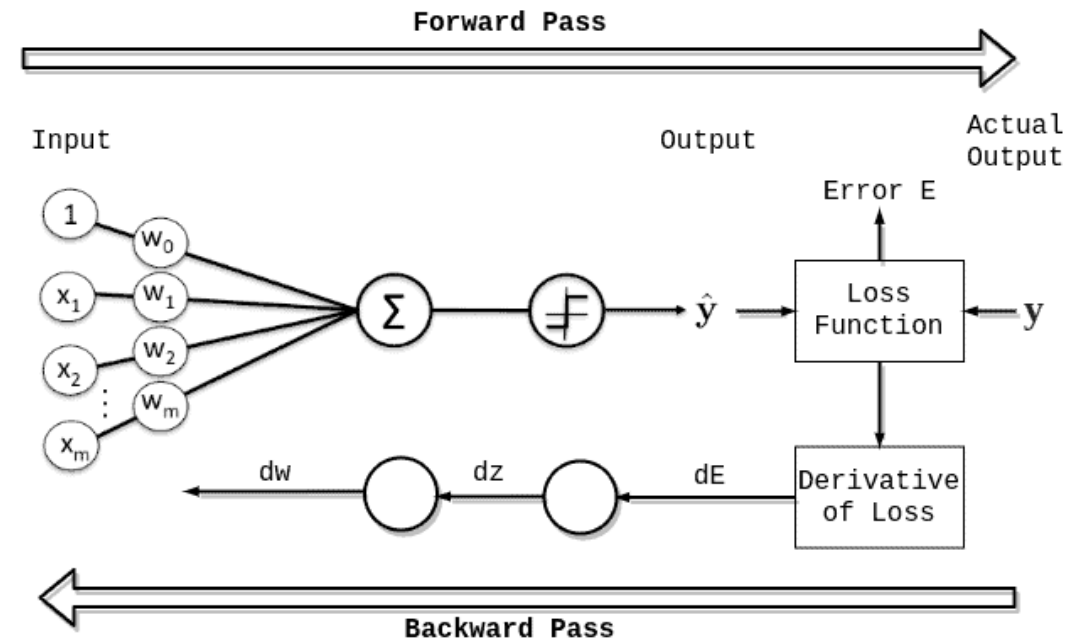 Forward Pass
Input
Output
Actual
Output
Error E
1
w0
x1
w1
Σ
ŷ
Loss
Function
y
x2
w2
⋮
xm
wm
dw
dz
dE
Derivative
of Loss
Backward Pass